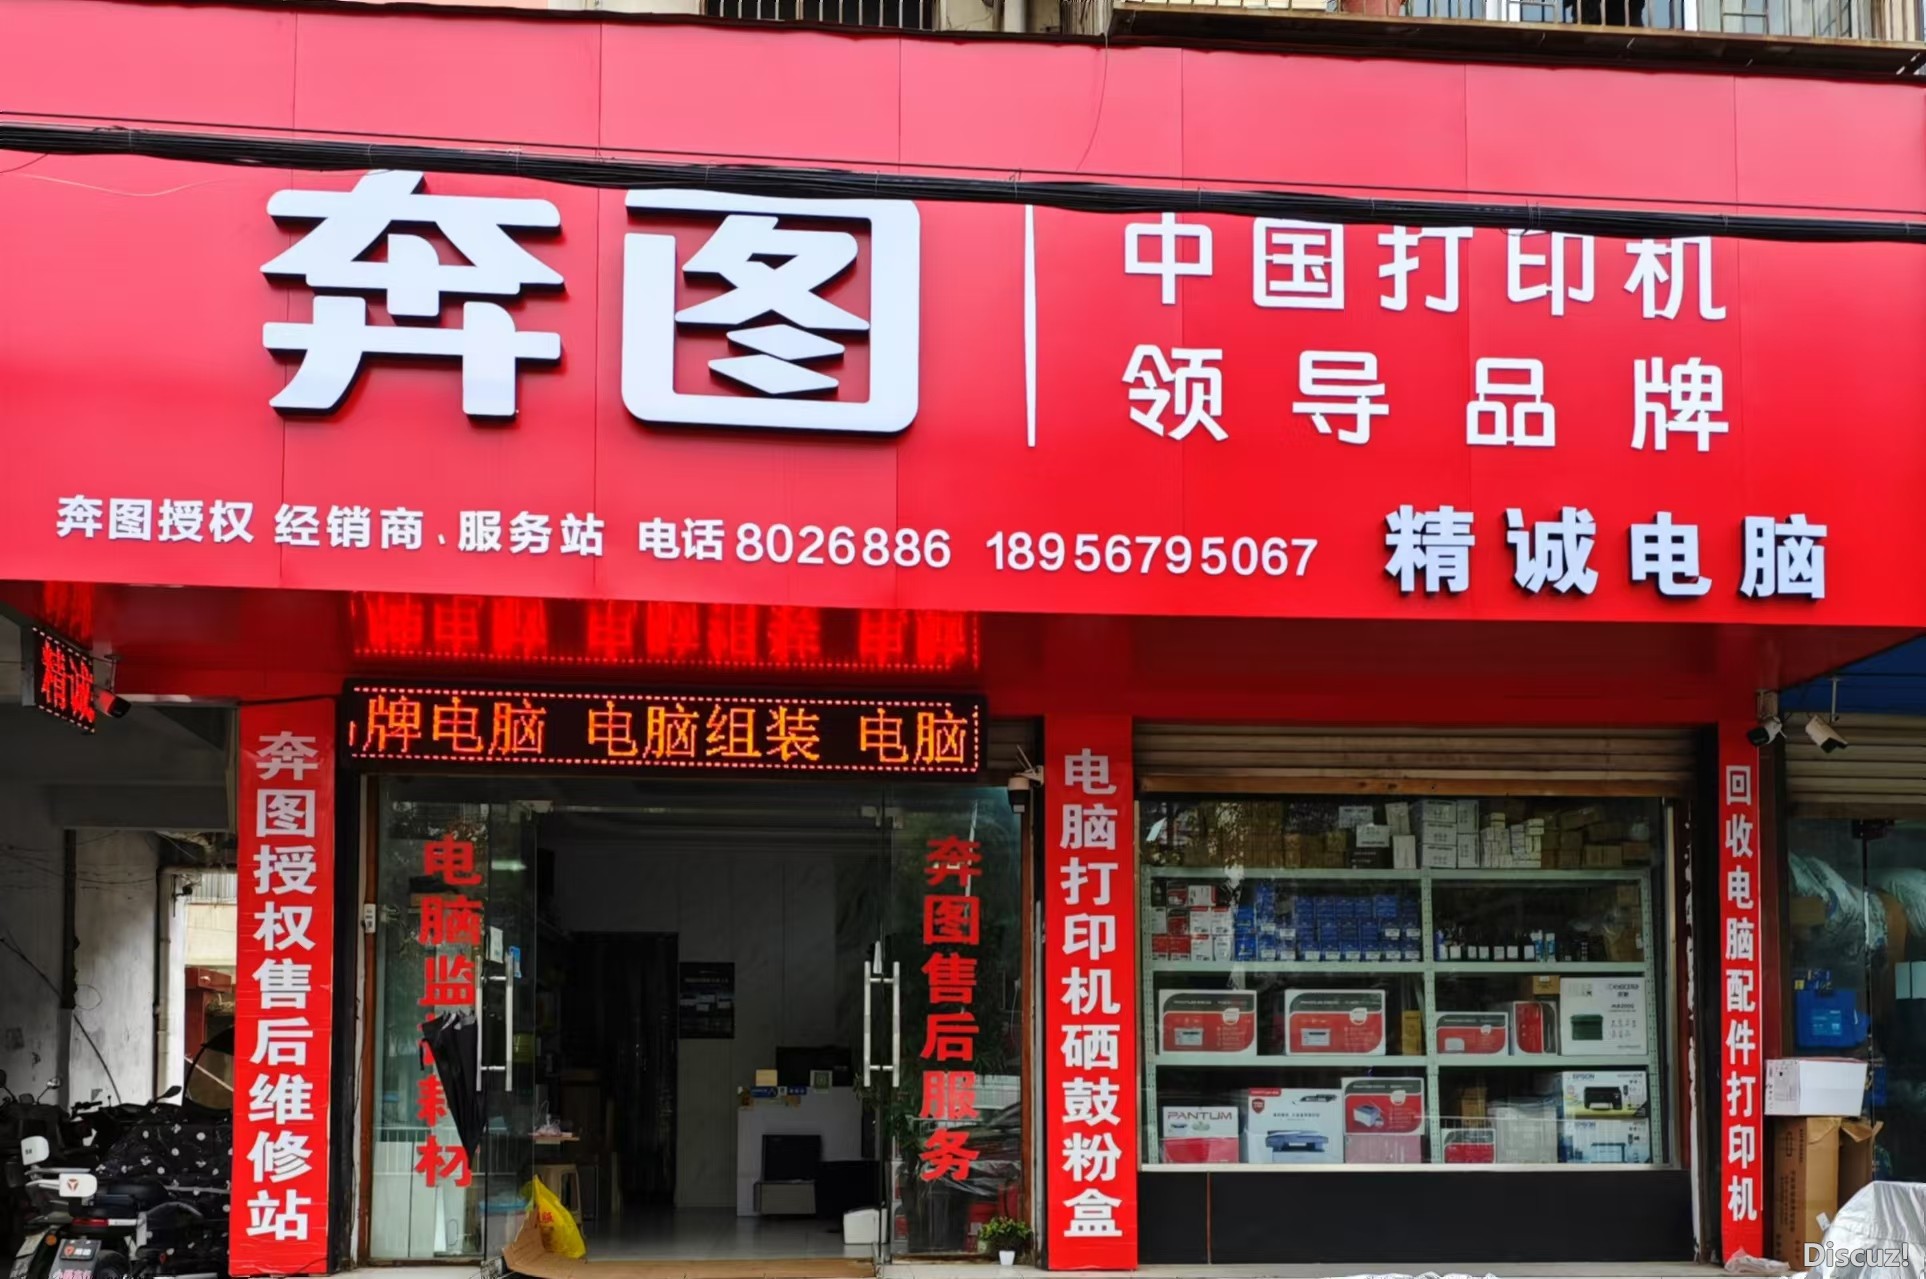 奔图
中国打印机
领导品牌
奔图授权 经销商、服务站 电话8026886 18956795067
精诚电脑
精诚
牌电脑 电脑组装 电脑
奔图授权售后维修站
电脑监
耗材
奔图售后服务
电脑打印机硒鼓粉盒
回收电脑配件打印机
PANTUM
EPSON
Discuz!